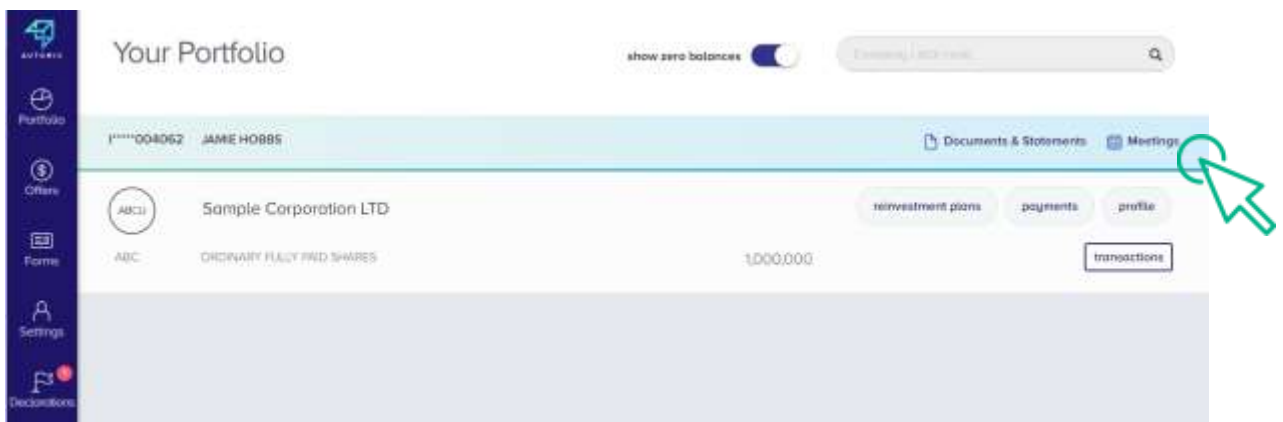 AUTOMIC
Your Portfolio
show zero balances
Portfolio
I*****004062 JAMIE HOBBS
Documents & Statements
Meetings
Offers
ABCD
Sample Corporation LTD
reinvestment plans
payments
profile
Forms
ABC
ORDINARY FULLY PAID SHARES
1,000,000
transactions
Settings
Declarations